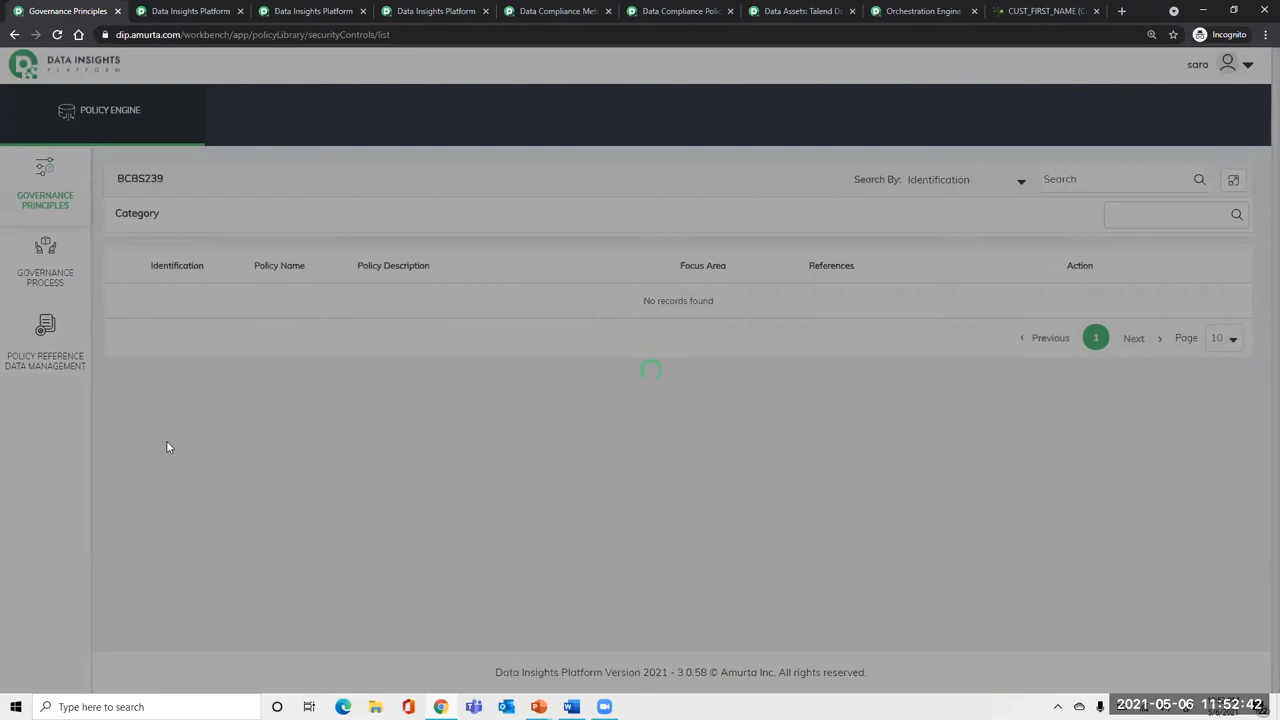 Governance Principles
Data Insights Platform
Data Insights Platform
Data Insights Platform
Data Compliance Met
Data Compliance Polic
Data Assets: Talend D
Orchestration Engine
CUST_FIRST_NAME (C
dip.amurta.com/workbench/app/policyLibrary/securityControls/list
Incognito
DATA INSIGHTS
PLATFORM
saro
POLICY ENGINE
GOVERNANCE
PRINCIPLES
GOVERNANCE
PROCESS
POLICY REFERENCE
DATA MANAGEMENT
BCBS239
Search By:
Identification
Search
Category
Identification
Policy Name
Policy Description
Focus Area
References
Action
No records found
Previous
1
Next
Page
10
Data Insights Platform Version 2021 - 3.0.58 © Amurta Inc. All rights reserved.
Type here to search
2021-05-06 11:52:42